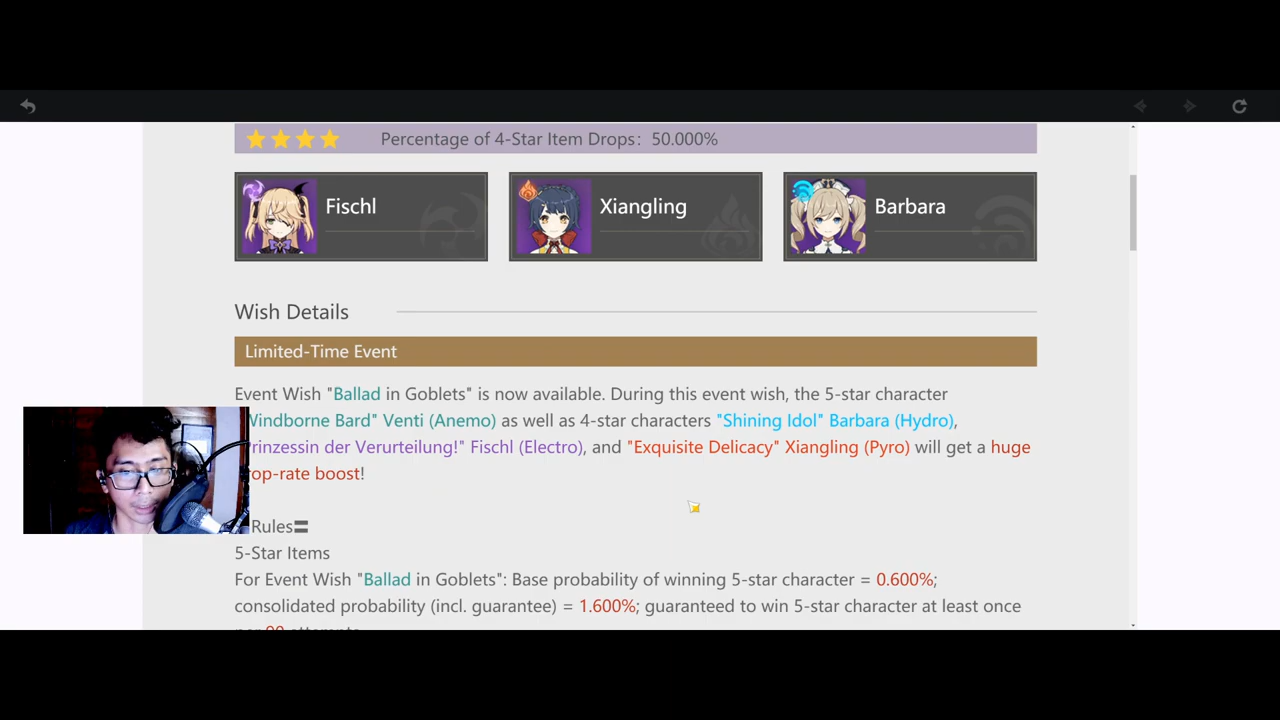 Percentage of 4-Star Item Drops: 50.000%
Fischl
Xiangling
Barbara
Wish Details
Limited-Time Event
Event Wish "Ballad in Goblets" is now available. During this event wish, the 5-star character
Windborne Bard" Venti (Anemo) as well as 4-star characters "Shining Idol" Barbara (Hydro),
rinzessin der Verurteilung!" Fischl (Electro), and "Exquisite Delicacy" Xiangling (Pyro) will get a huge
op-rate boost!
Rules〓
5-Star Items
For Event Wish "Ballad in Goblets": Base probability of winning 5-star character = 0.600%;
consolidated probability (incl. guarantee) = 1.600%; guaranteed to win 5-star character at least once
per 90 attempts